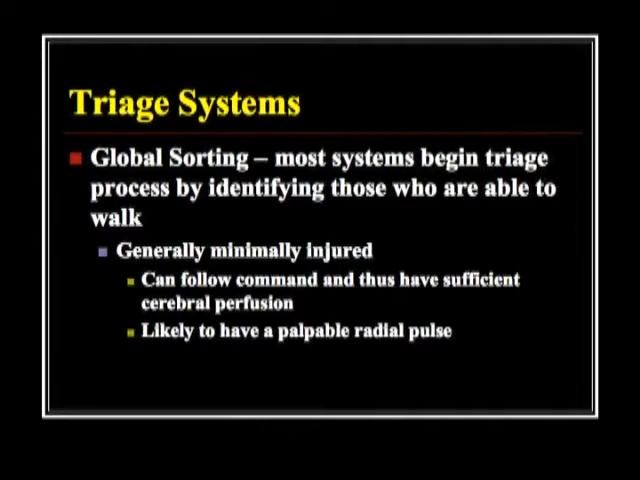 Triage Systems
Global Sorting – most systems begin triage
process by identifying those who are able to
walk
Generally minimally injured
Can follow command and thus have sufficient
cerebral perfusion
Likely to have a palpable radial pulse